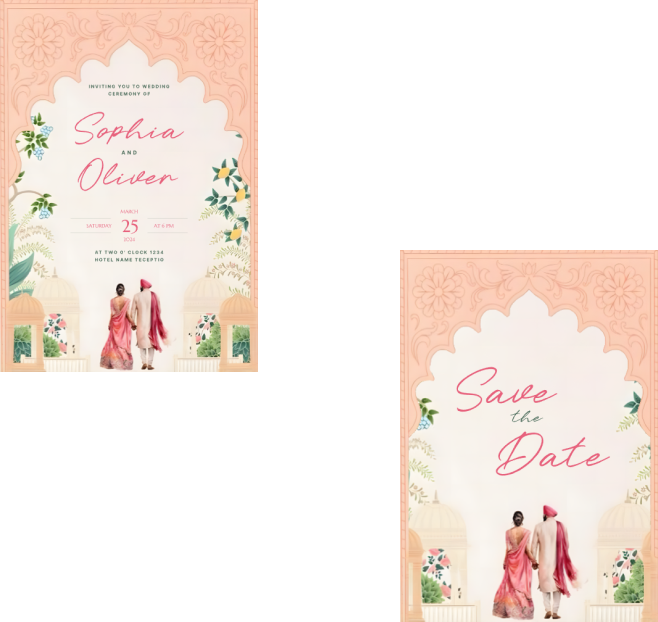 INVITING YOU TO WEDDING
CEREMONY OF
Sophia
AND
Oliver
MARCH
SATURDAY 25 AT 6 PM
2024
AT TWO O' CLOCK 1234
HOTEL NAME TECEPTIO
Save
the
Date